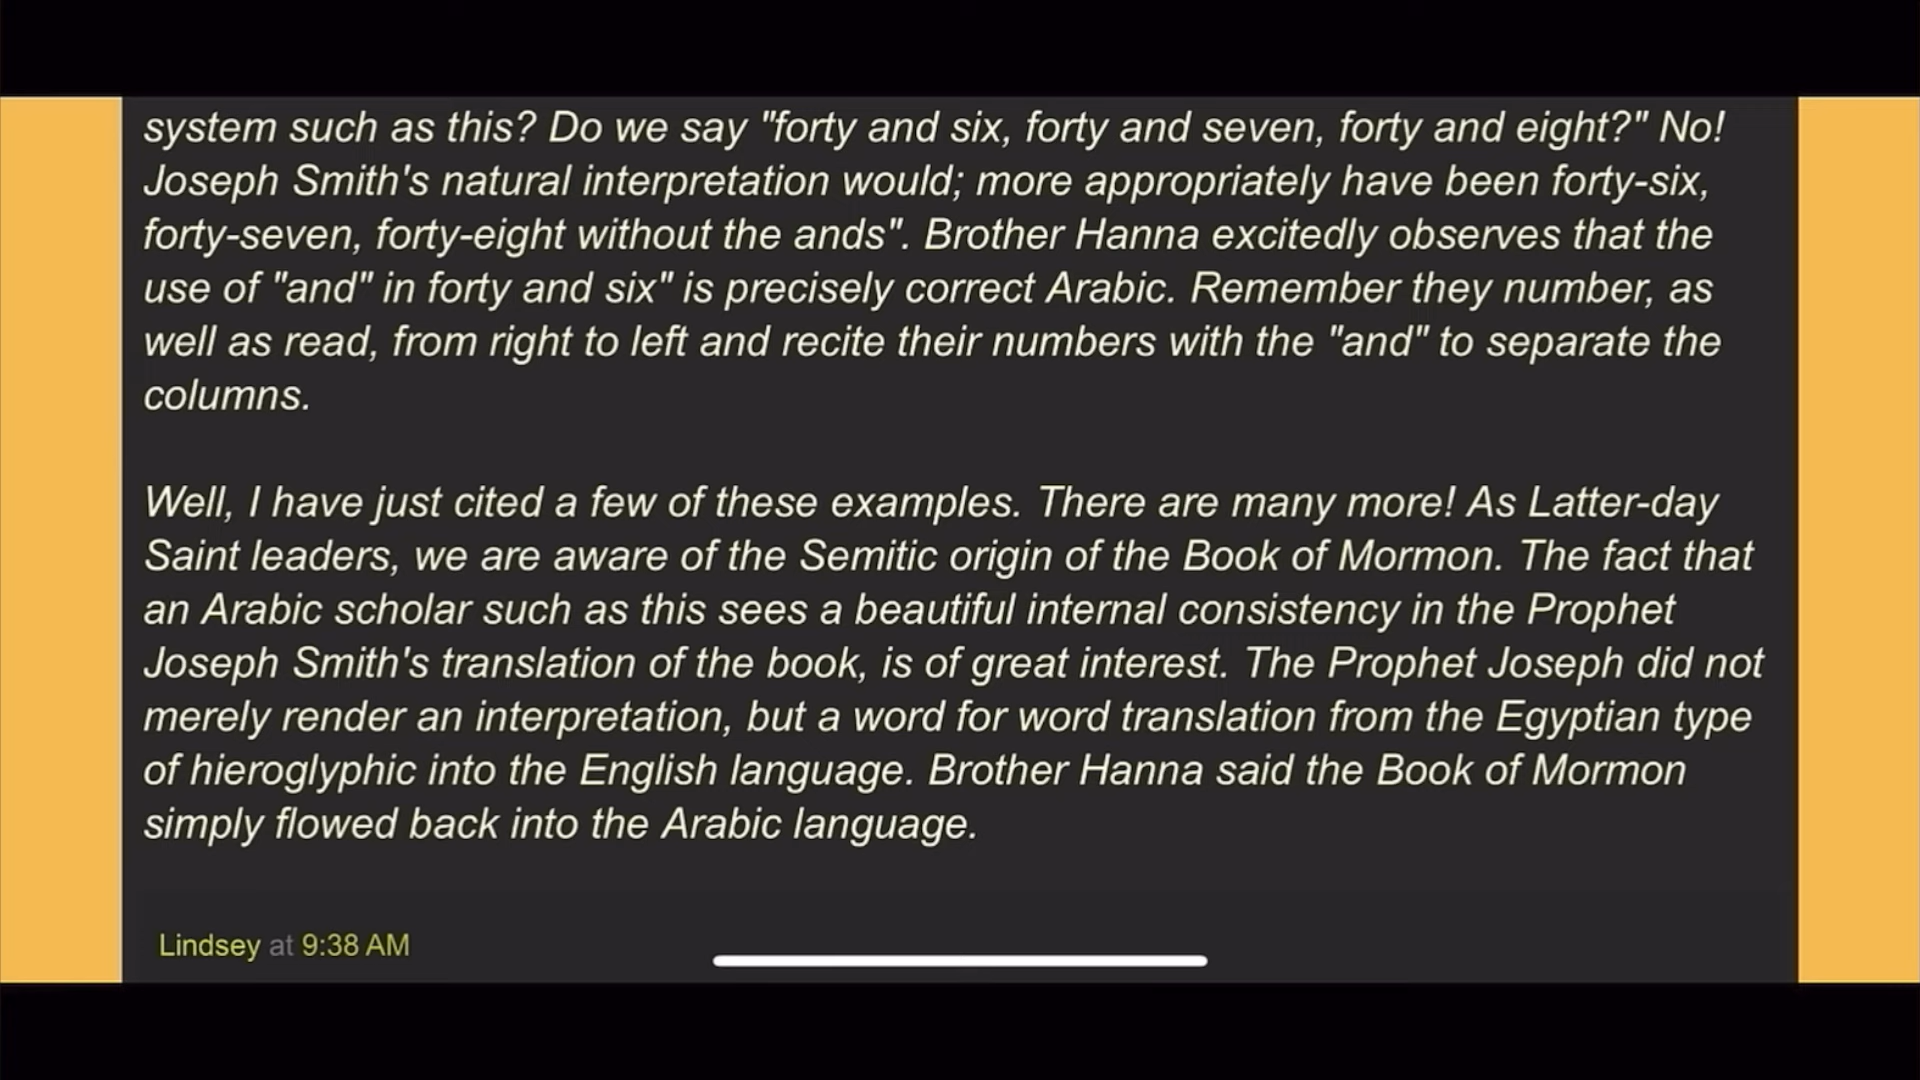 system such as this? Do we say "forty and six, forty and seven, forty and eight?" No!
Joseph Smith's natural interpretation would; more appropriately have been forty-six,
forty-seven, forty-eight without the ands". Brother Hanna excitedly observes that the
use of "and" in forty and six" is precisely correct Arabic. Remember they number, as
well as read, from right to left and recite their numbers with the "and" to separate the
columns.
Well, I have just cited a few of these examples. There are many more! As Latter-day
Saint leaders, we are aware of the Semitic origin of the Book of Mormon. The fact that
an Arabic scholar such as this sees a beautiful internal consistency in the Prophet
Joseph Smith's translation of the book, is of great interest. The Prophet Joseph did not
merely render an interpretation, but a word for word translation from the Egyptian type
of hieroglyphic into the English language. Brother Hanna said the Book of Mormon
simply flowed back into the Arabic language.
Lindsey at 9:38 AM